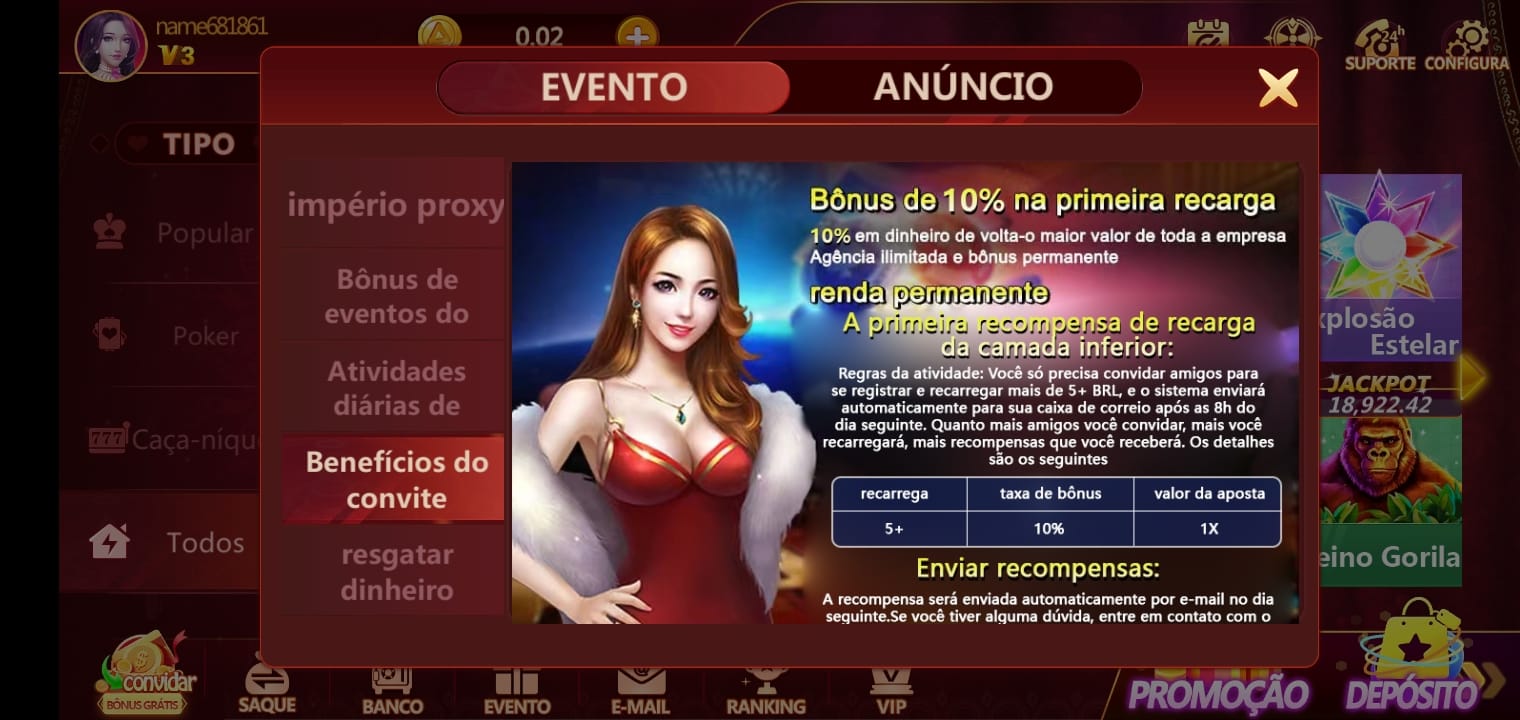 name681861
V3
0.02
24h
SUPORTE
CONFIGURA
EVENTO
ANÚNCIO
TIPO
Popular
Poker
777
Caça-níque
Todos
império proxy
Bônus de
eventos do
Atividades
diárias de
Benefícios do
convite
resgatar
dinheiro
Bônus de 10% na primeira recarga
10% em dinheiro de volta-o maior valor de toda a empresa
Agência ilimitada e bônus permanente
renda permanente
A primeira recompensa de recarga
da camada inferior:
Regras da atividade: Você só precisa convidar amigos para
se registrar e recarregar mais de 5+ BRL, e o sistema enviará
automaticamente para sua caixa de correio após as 8h do
dia seguinte. Quanto mais amigos você convidar, mais você
recarregará, mais recompensas que você receberá. Os detalhes
são os seguintes
recarrega taxa de bônus valor da aposta
5+ 10% 1X
Enviar recompensas:
A recompensa será enviada automaticamente por e-mail no dia
seguinte.Se você tiver alguma dúvida, entre em contato com o
xplosão
Estelar
JACKPOT
18,922.42
eino Gorila
convidar
BÔNUS GRÁTIS
SAQUE
BANCO
EVENTO
E-MAIL
RANKING
VIP
PROMOÇÃO
DEPÓSITO